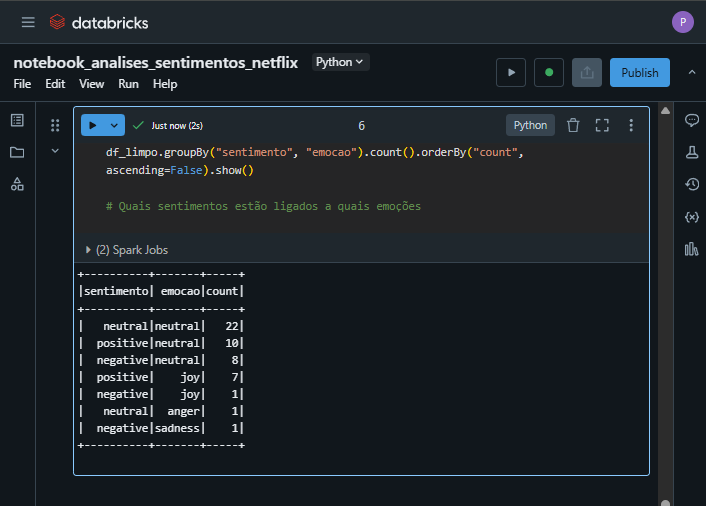 databricks
P
notebook_analises_sentimentos_netflix Python
File Edit View Run Help
Publish
Just now (2s)
6
Python
df_limpo.groupBy("sentimento", "emocao").count().orderBy("count",
ascending=False).show()
# Quais sentimentos estão ligados a quais emoções
(2) Spark Jobs
+----------+-------+-----+
|sentimento| emocao|count|
+----------+-------+-----+
|   neutral|neutral|   22|
|  positive|neutral|   10|
|  negative|neutral|    8|
|  positive|    joy|    7|
|  negative|    joy|    1|
|   neutral|  anger|    1|
|  negative|sadness|    1|
+----------+-------+-----+